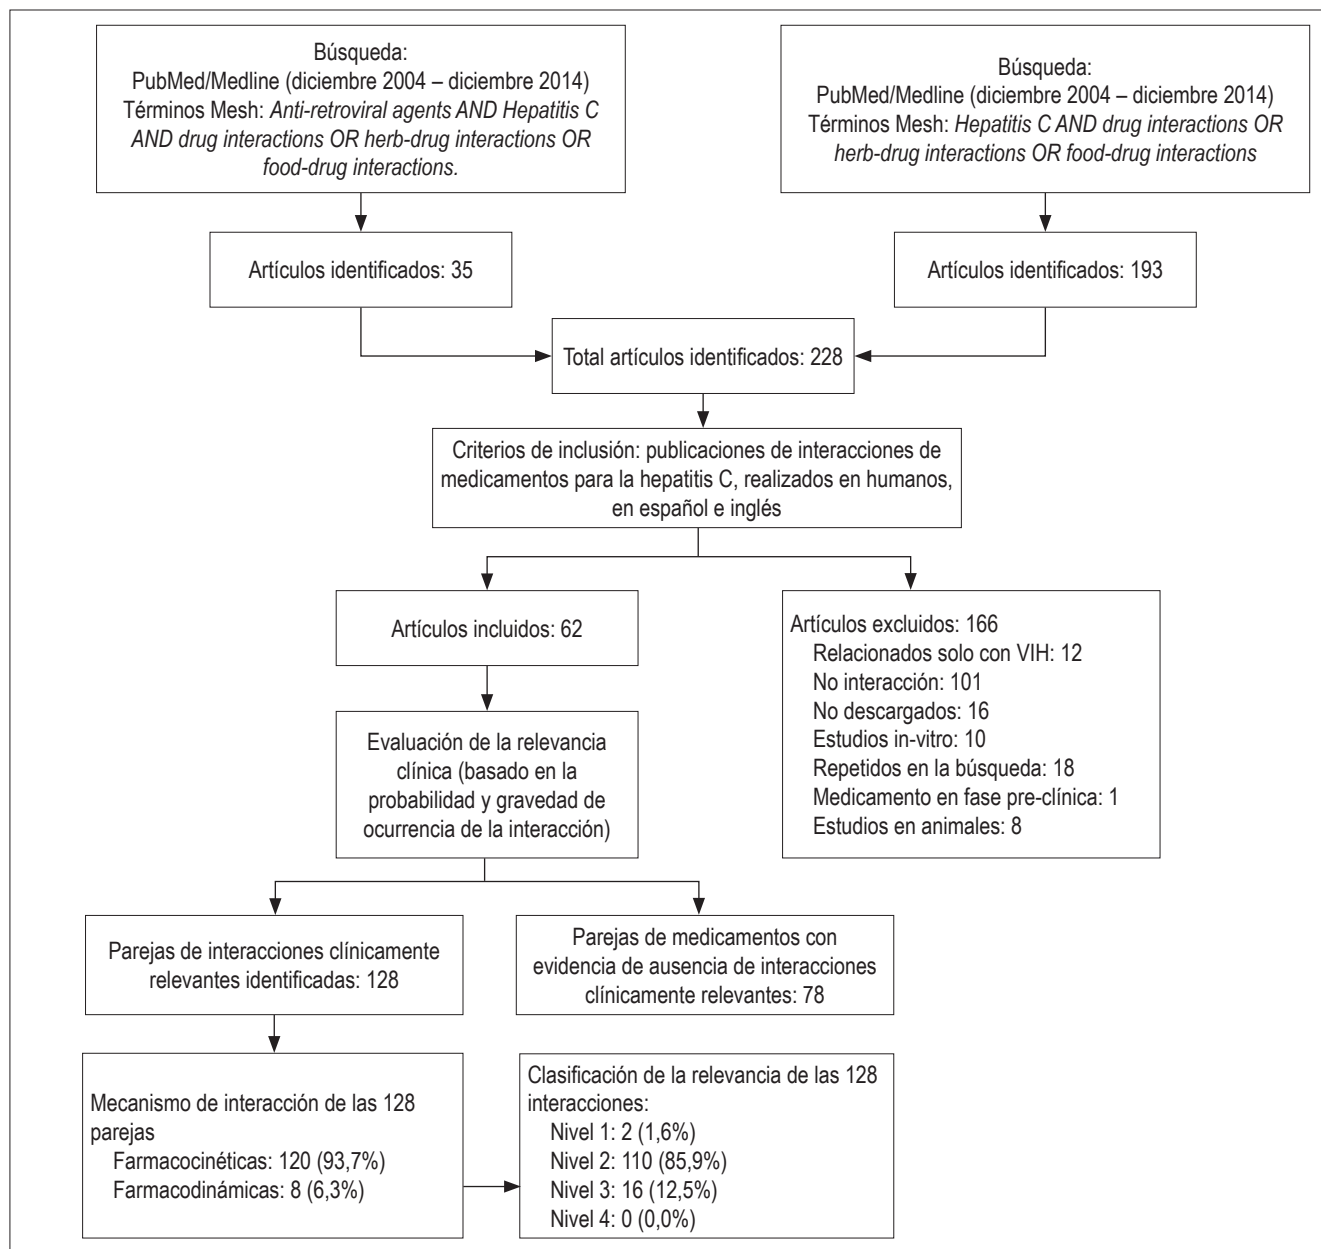 Búsqueda:
PubMed/Medline (diciembre 2004 – diciembre 2014)
Términos Mesh: Anti-retroviral agents AND Hepatitis C
AND drug interactions OR herb-drug interactions OR
food-drug interactions.
Búsqueda:
PubMed/Medline (diciembre 2004 – diciembre 2014)
Términos Mesh: Hepatitis C AND drug interactions OR
herb-drug interactions OR food-drug interactions
Artículos identificados: 35
Artículos identificados: 193
Total artículos identificados: 228
Criterios de inclusión: publicaciones de interacciones de
medicamentos para la hepatitis C, realizados en humanos,
en español e inglés
Artículos incluidos: 62
Artículos excluidos: 166
Relacionados solo con VIH: 12
No interacción: 101
No descargados: 16
Estudios in-vitro: 10
Repetidos en la búsqueda: 18
Medicamento en fase pre-clínica: 1
Estudios en animales: 8
Evaluación de la relevancia
clínica (basado en la
probabilidad y gravedad de
ocurrencia de la interacción)
Parejas de interacciones clínicamente
relevantes identificadas: 128
Parejas de medicamentos con
evidencia de ausencia de interacciones
clínicamente relevantes: 78
Mecanismo de interacción de las 128
parejas
Farmacocinéticas: 120 (93,7%)
Farmacodinámicas: 8 (6,3%)
Clasificación de la relevancia de las 128
interacciones:
Nivel 1: 2 (1,6%)
Nivel 2: 110 (85,9%)
Nivel 3: 16 (12,5%)
Nivel 4: 0 (0,0%)